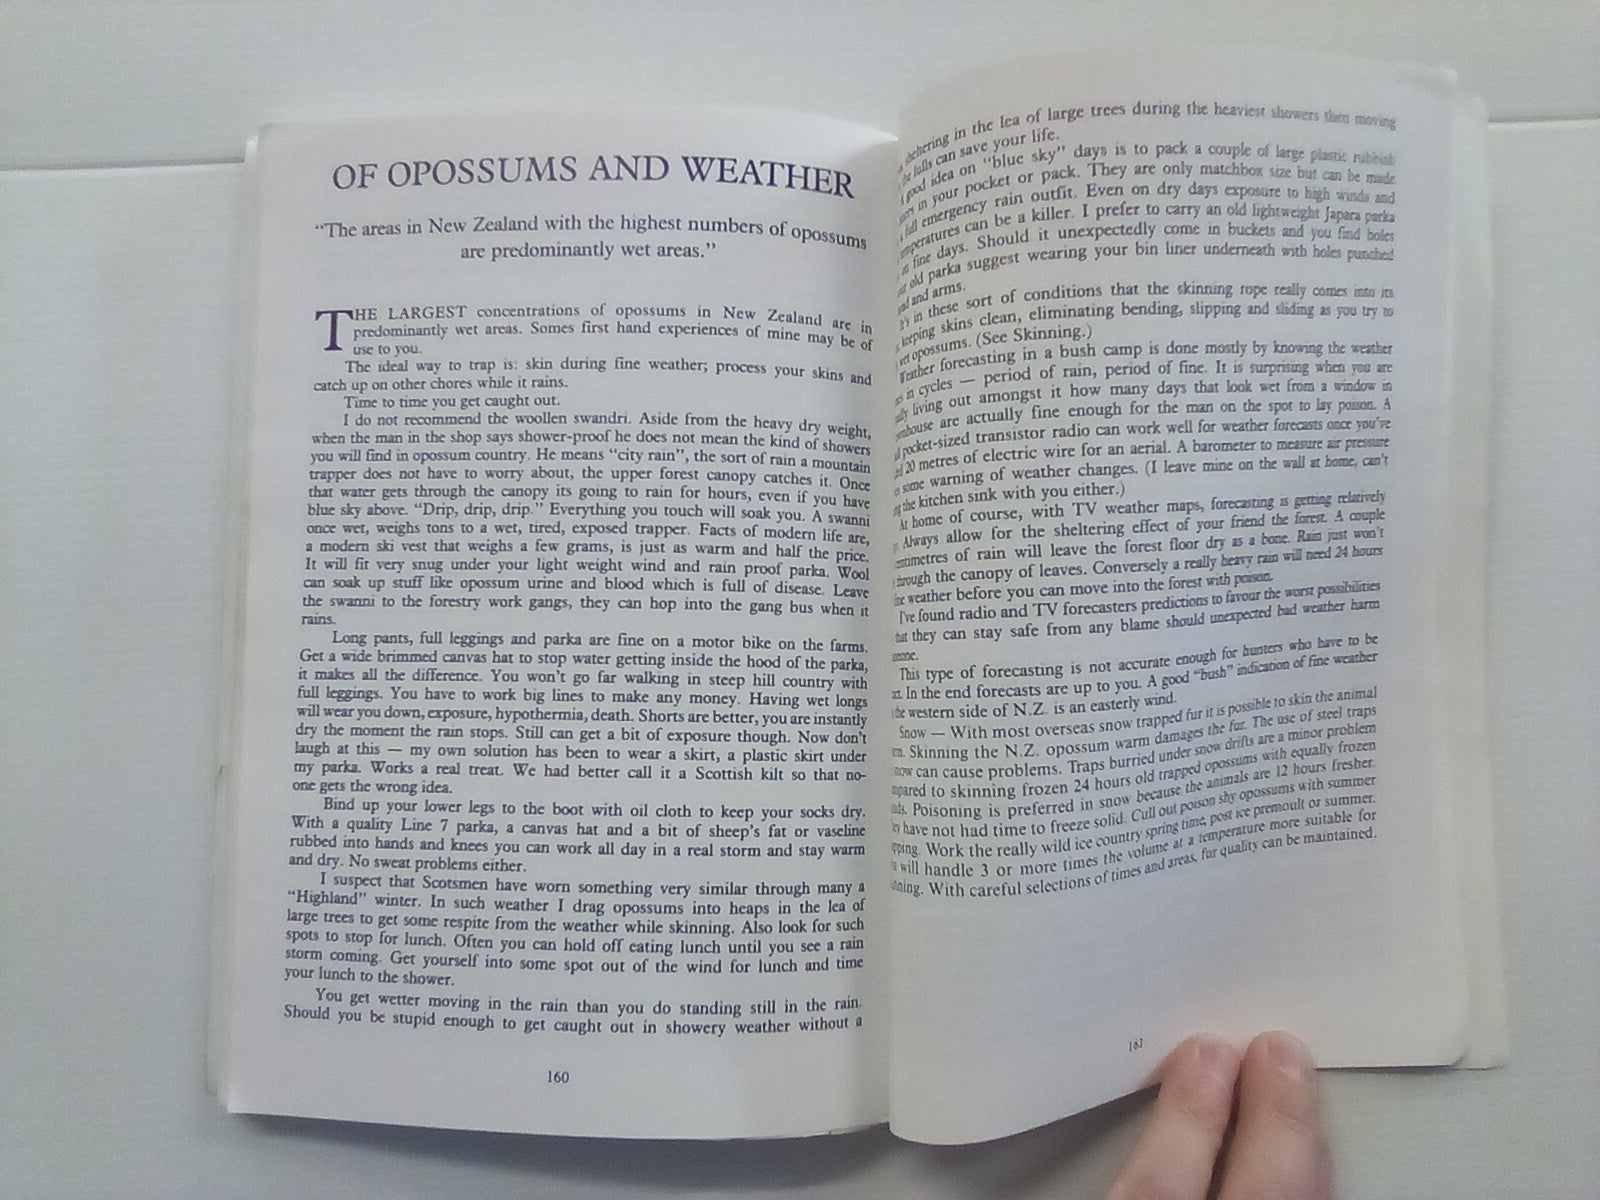 OF OPOSSUMS AND WEATHER
“The areas in New Zealand with the highest numbers of opossums
are predominantly wet areas.”
THE LARGEST concentrations of opossums in New Zealand are in
predominantly wet areas. Somes first hand experiences of mine may be of
use to you.
The ideal way to trap is: skin during fine weather; process your skins and
catch up on other chores while it rains.
Time to time you get caught out.
I do not recommend the woollen swandri. Aside from the heavy dry weight,
when the man in the shop says shower-proof he does not mean the kind of showers
you will find in opossum country. He means “city rain”, the sort of rain a mountain
trapper does not have to worry about, the upper forest canopy catches it. Once
that water gets through the canopy its going to rain for hours, even if you have
blue sky above. “Drip, drip, drip.” Everything you touch will soak you. A swanni
once wet, weighs tons to a wet, tired, exposed trapper. Facts of modern life are,
a modern ski vest that weighs a few grams, is just as warm and half the price.
It will fit very snug under your light weight wind and rain proof parka. Wool
can soak up stuff like opossum urine and blood which is full of disease. Leave
the swanni to the forestry work gangs, they can hop into the gang bus when it
rains.
Long pants, full leggings and parka are fine on a motor bike on the farms.
Get a wide brimmed canvas hat to stop water getting inside the hood of the parka,
it makes all the difference. You won’t go far walking in steep hill country with
full leggings. You have to work big lines to make any money. Having wet longs
will wear you down, exposure, hypothermia, death. Shorts are better, you are instantly
dry the moment the rain stops. Still can get a bit of exposure though. Now don’t
laugh at this — my own solution has been to wear a skirt, a plastic skirt under
my parka. Works a real treat. We had better call it a Scottish kilt so that no-
one gets the wrong idea.
Bind up your lower legs to the boot with oil cloth to keep your socks dry.
With a quality Line 7 parka, a canvas hat and a bit of sheep’s fat or vaseline
rubbed into hands and knees you can work all day in a real storm and stay warm
and dry. No sweat problems either.
I suspect that Scotsmen have worn something very similar through many a
“Highland” winter. In such weather I drag opossums into heaps in the lea of
large trees to get some respite from the weather while skinning. Also look for such
spots to stop for lunch. Often you can hold off eating lunch until you see a rain
storm coming. Get yourself into some spot out of the wind for lunch and time
your lunch to the shower.
You get wetter moving in the rain than you do standing still in the rain.
Should you be stupid enough to get caught out in showery weather without a
160
in the lea of large trees during the heaviest showers then moving
lulls can save your life.
good idea on “blue sky” days is to pack a couple of large plastic rubbish
in your pocket or pack. They are only matchbox size but can be made
full emergency rain outfit. Even on dry days exposure to high winds and
can be a killer. I prefer to carry an old lightweight Japara parka
fine days. Should it unexpectedly come in buckets and you find holes
old parka suggest wearing your bin liner underneath with holes punched
and arms.
It’s in these sort of conditions that the skinning rope really comes into its
keeping skins clean, eliminating bending, slipping and sliding as you try to
opossums. (See Skinning.)
Weather forecasting in a bush camp is done mostly by knowing the weather
in cycles — period of rain, period of fine. It is surprising when you are
living out amongst it how many days that look wet from a window in
are actually fine enough for the man on the spot to lay poison. A
pocket-sized transistor radio can work well for weather forecasts once you’ve
20 metres of electric wire for an aerial. A barometer to measure air pressure
some warning of weather changes. (I leave mine on the wall at home, can’t
the kitchen sink with you either.)
At home of course, with TV weather maps, forecasting is getting relatively
Always allow for the sheltering effect of your friend the forest. A couple
of rain will leave the forest floor dry as a bone. Rain just won’t
through the canopy of leaves. Conversely a really heavy rain will need 24 hours
weather before you can move into the forest with poison.
I’ve found radio and TV forecasters predictions to favour the worst possibilities
that they can stay safe from any blame should unexpected bad weather harm
This type of forecasting is not accurate enough for hunters who have to be
In the end forecasts are up to you. A good “bush” indication of fine weather
the western side of N.Z. is an easterly wind.
Snow — With most overseas snow trapped fur it is possible to skin the animal
Skinning the N.Z. opossum warm damages the fur. The use of steel traps
can cause problems. Traps burried under snow drifts are a minor problem
to skinning frozen 24 hours old trapped opossums with equally frozen
Poisoning is preferred in snow because the animals are 12 hours fresher.
have not had time to freeze solid. Cull out poison shy opossums with summer
Work the really wild ice country spring time, post ice premoult or summer.
will handle 3 or more times the volume at a temperature more suitable for
With careful selections of times and areas, fur quality can be maintained.
161